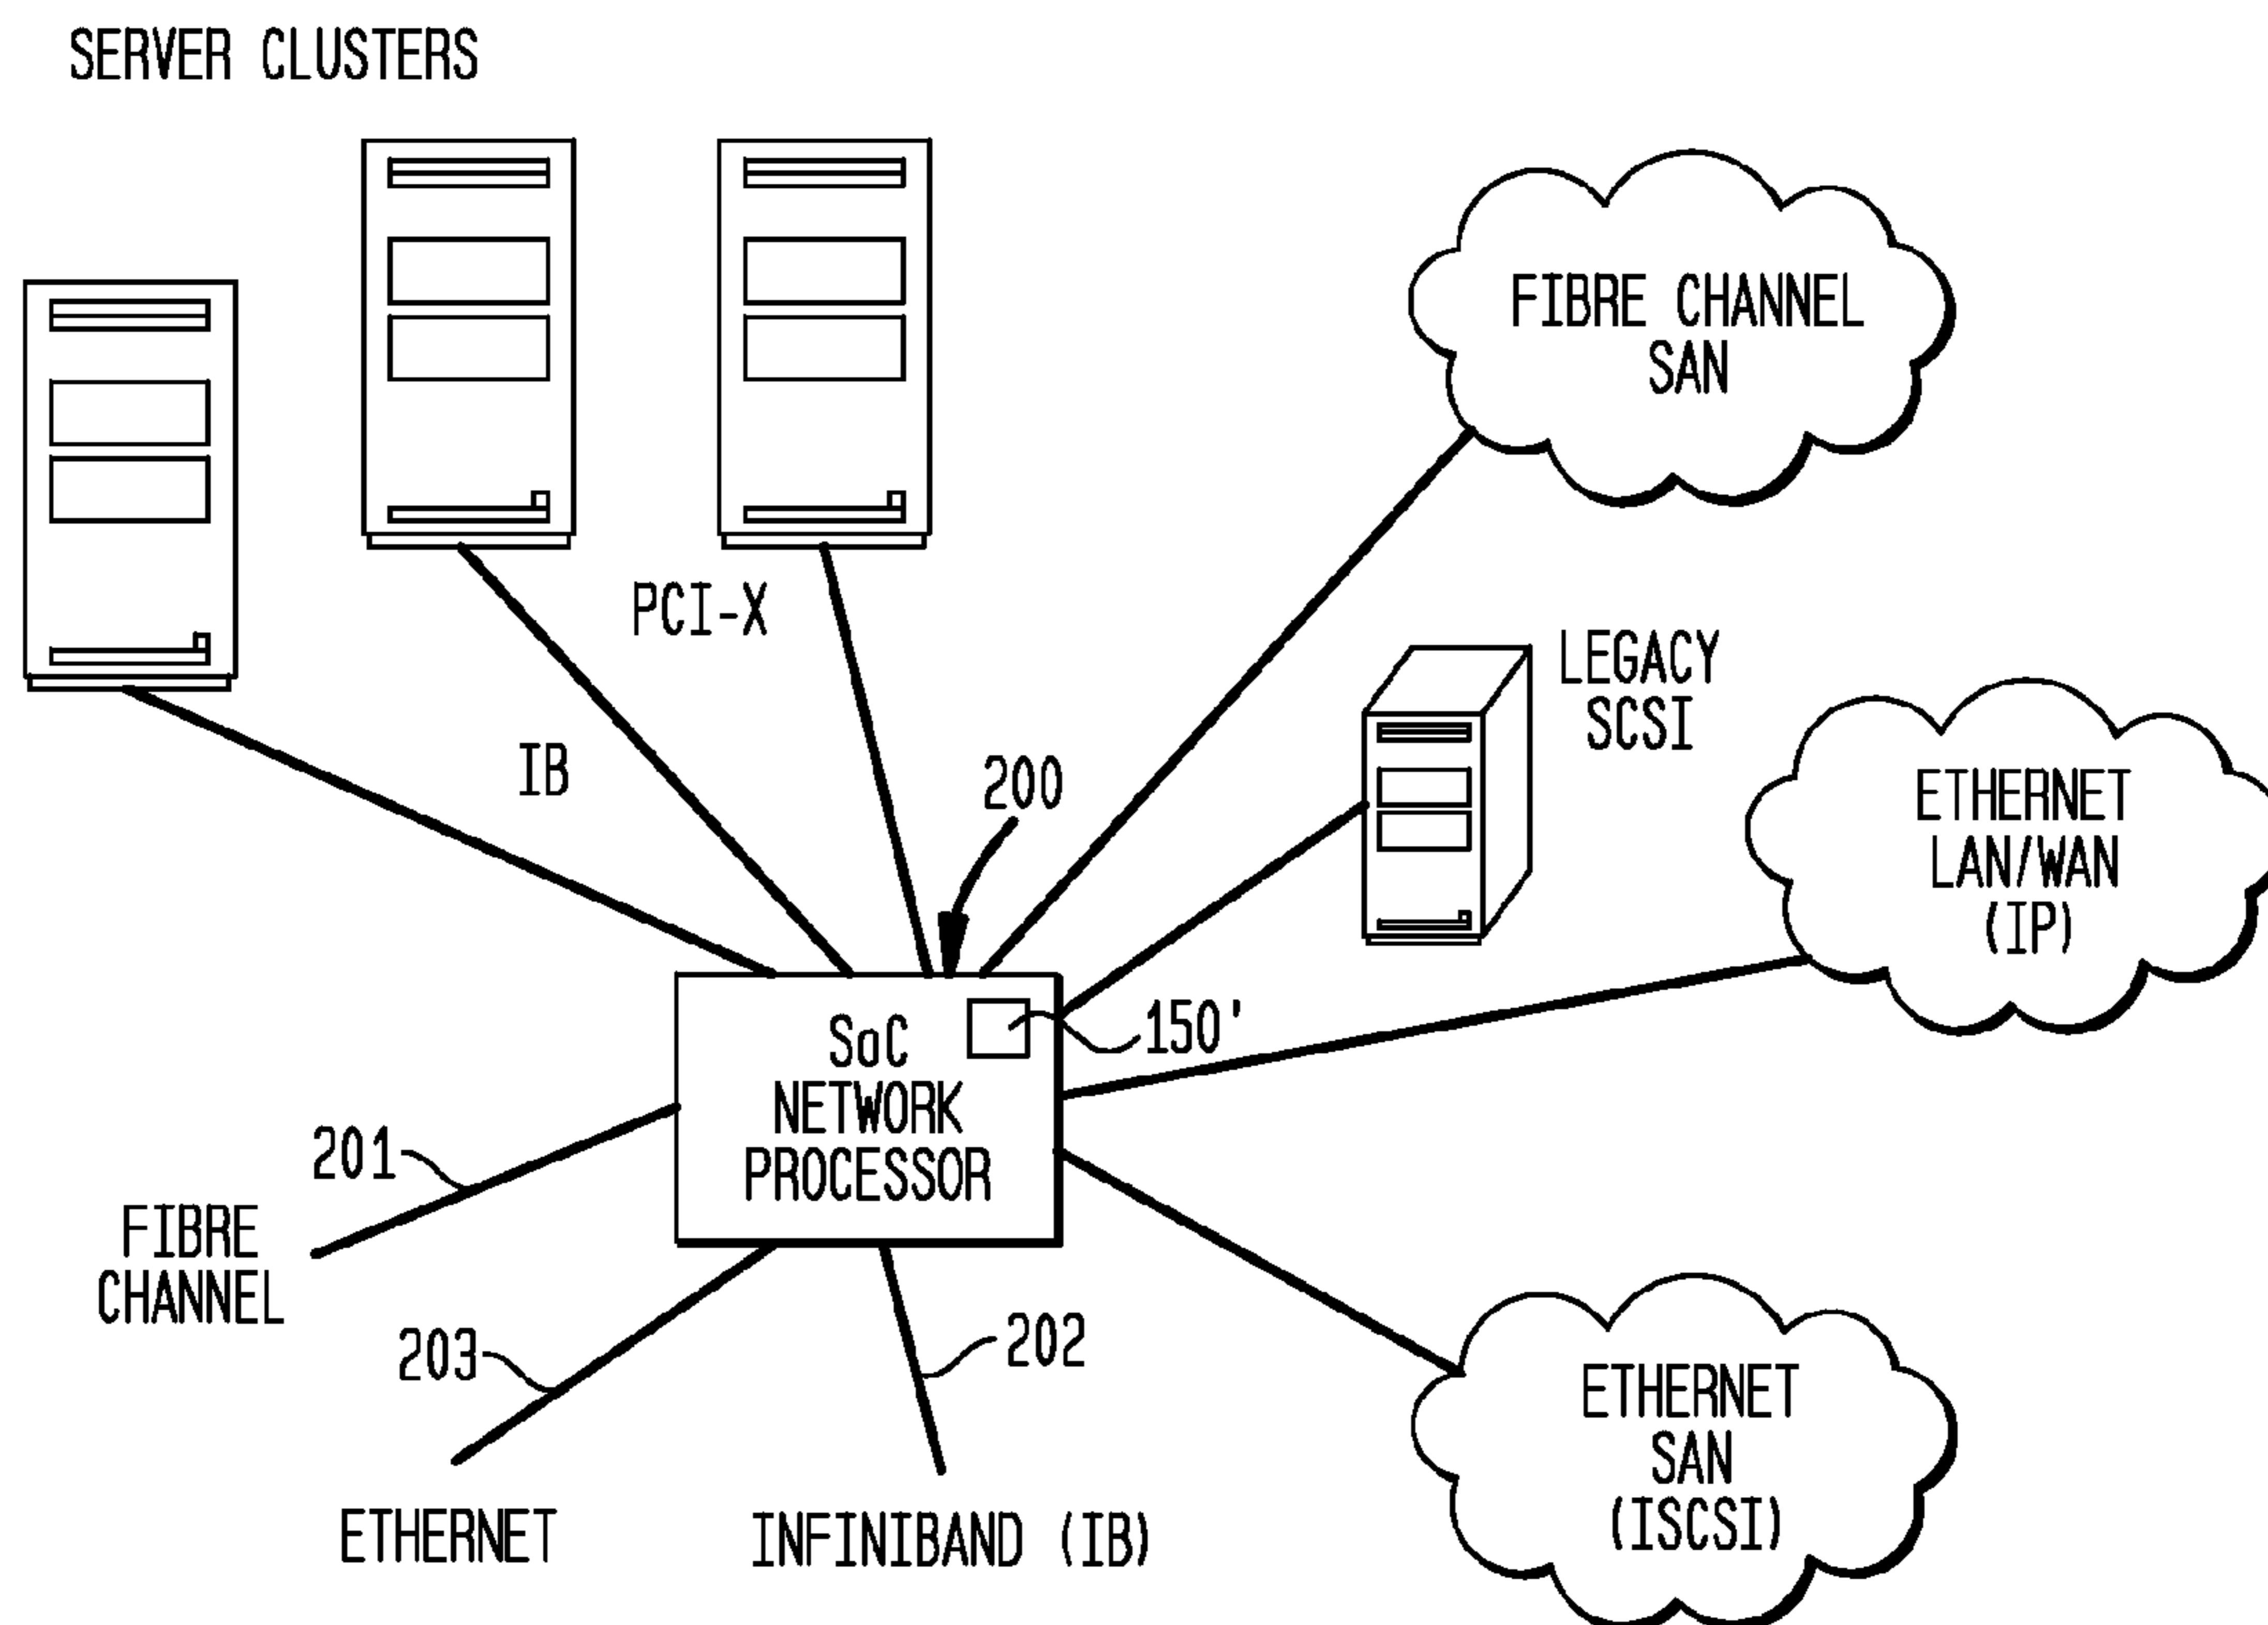 SERVER CLUSTERS
FIBRE CHANNEL
SAN
PCI-X
LEGACY
SCSI
IB
200
ETHERNET
LAN/WAN
(IP)
150'
SoC
NETWORK
PROCESSOR
201
FIBRE
CHANNEL
203
202
ETHERNET
SAN
(ISCSI)
ETHERNET
INFINIBAND (IB)